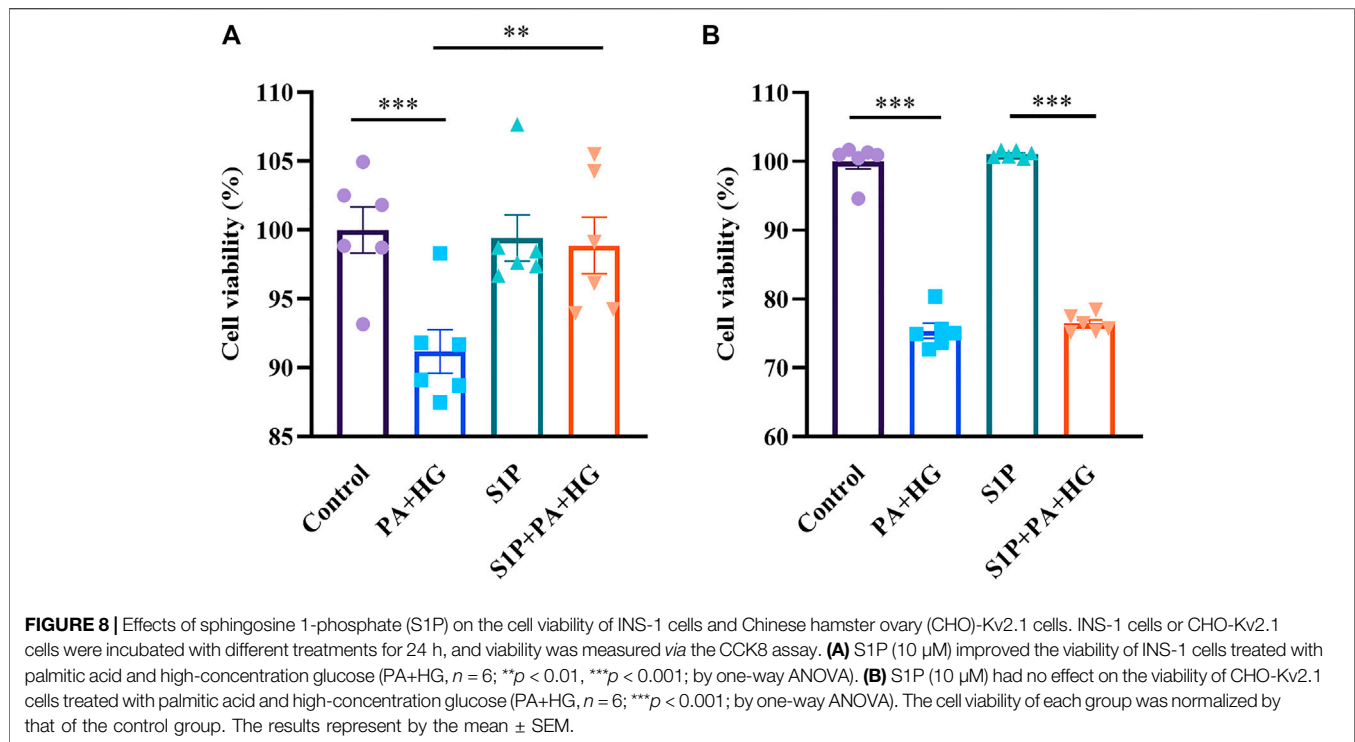 A
B
**
***
***
***
Cell viability (%)
110
105
100
95
90
85
Control
PA+HG
S1P
S1P+PA+HG
Cell viability (%)
110
100
90
80
70
60
Control
PA+HG
S1P
S1P+PA+HG
FIGURE 8 | Effects of sphingosine 1-phosphate (S1P) on the cell viability of INS-1 cells and Chinese hamster ovary (CHO)-Kv2.1 cells. INS-1 cells or CHO-Kv2.1
cells were incubated with different treatments for 24 h, and viability was measured via the CCK8 assay. (A) S1P (10 µM) improved the viability of INS-1 cells treated with
palmitic acid and high-concentration glucose (PA+HG, n = 6; **p < 0.01, ***p < 0.001; by one-way ANOVA). (B) S1P (10 µM) had no effect on the viability of CHO-Kv2.1
cells treated with palmitic acid and high-concentration glucose (PA+HG, n = 6; ***p < 0.001; by one-way ANOVA). The cell viability of each group was normalized by
that of the control group. The results represent by the mean ± SEM.